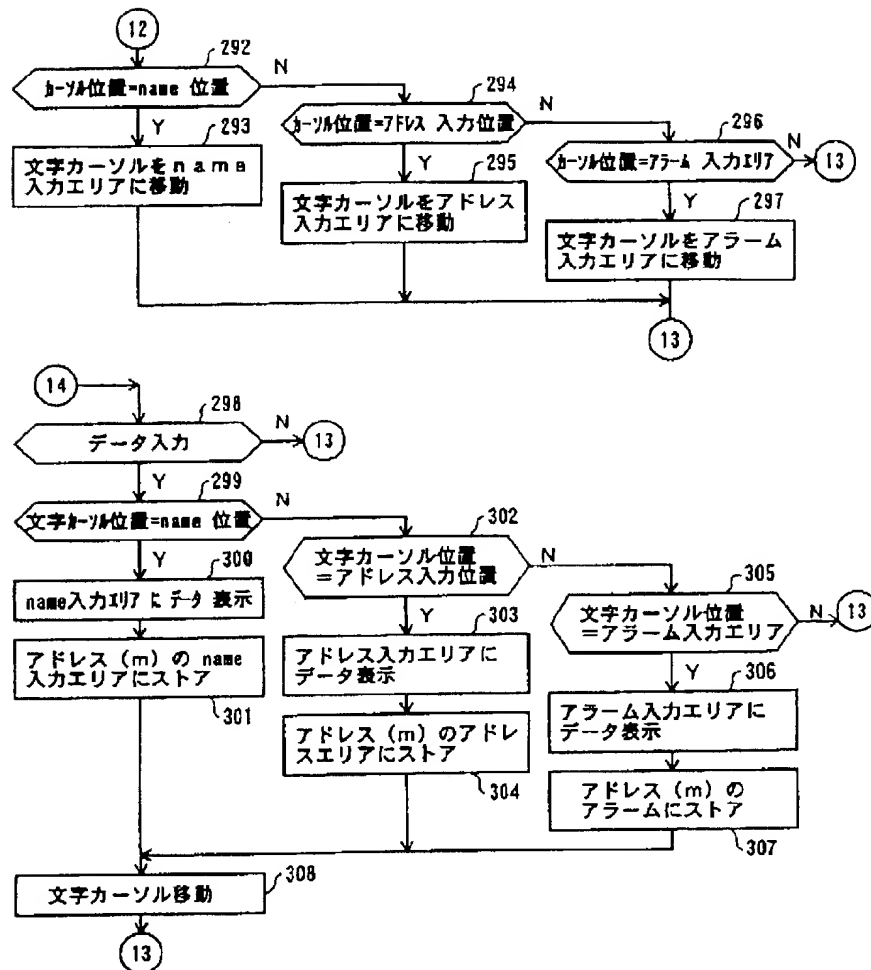 12
292
カーソル位置=name 位置
N
Y
293
文字カーソルをname
入力エリアに移動
294
カーソル位置=アドレス 入力位置
N
Y
295
文字カーソルをアドレス
入力エリアに移動
296
カーソル位置=アラーム 入力エリア
N
13
Y
297
文字カーソルをアラーム
入力エリアに移動
13
14
298
データ入力
N
13
Y
299
文字カーソル位置=name 位置
N
Y
300
name入力エリア に データ 表示
アドレス(m)の name
入力エリアにストア
301
302
文字カーソル位置
=アドレス入力位置
N
Y
303
アドレス入力エリアに
データ表示
アドレス(m)のアドレ
スエリアにストア
304
305
文字カーソル位置
=アラーム入力エリア
N
13
Y
306
アラーム入力エリアに
データ表示
アドレス(m)の
アラームにストア
307
308
文字カーソル移動
13